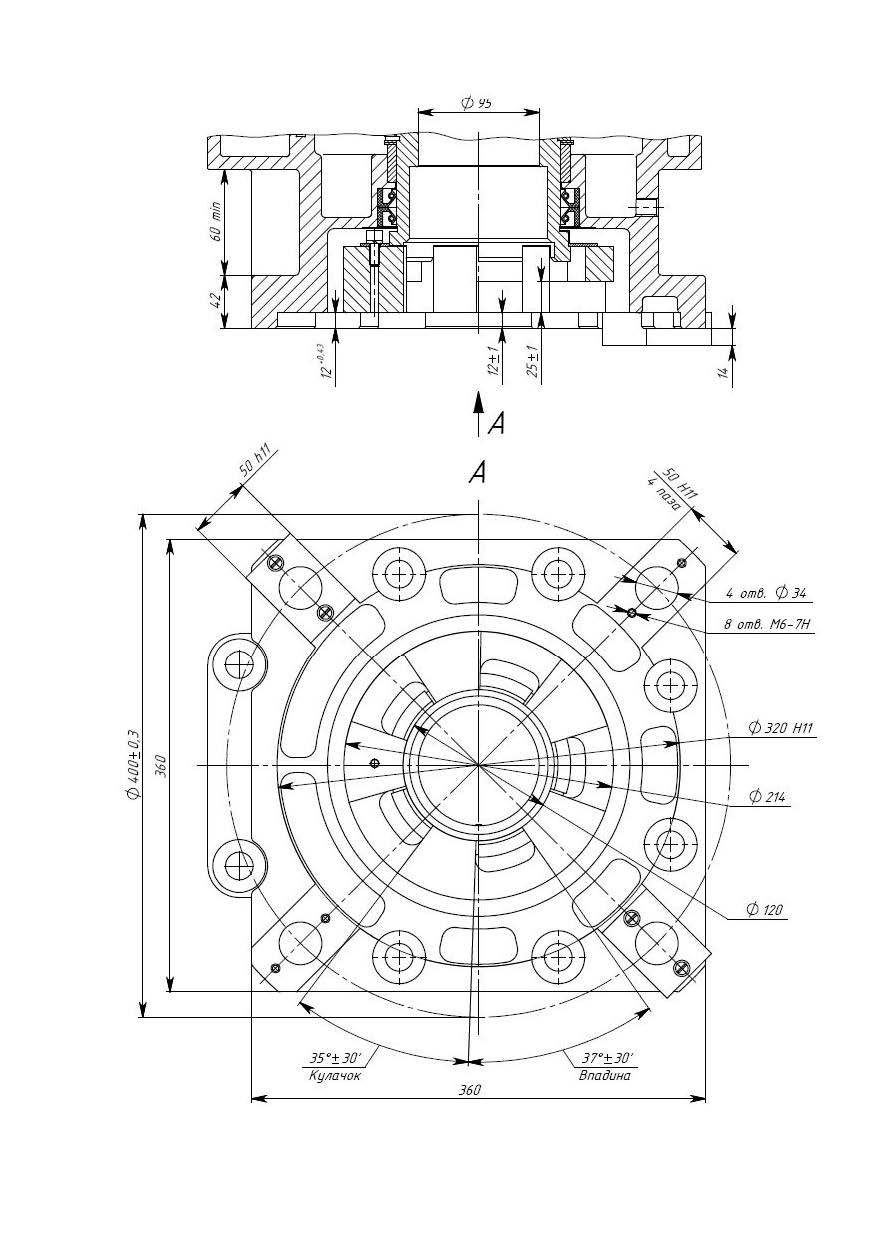 ⌀ 95
60 min
42
12⁺⁰,⁴³
12±1
25±1
14
A
A
50 h11
50 H11
4 паза
4 отв. ⌀ 34
8 отв. М6-7Н
⌀ 320 H11
⌀ 214
⌀ 120
⌀ 400±0,3
360
35°±30'
Кулачок
37°±30'
Впадина
360